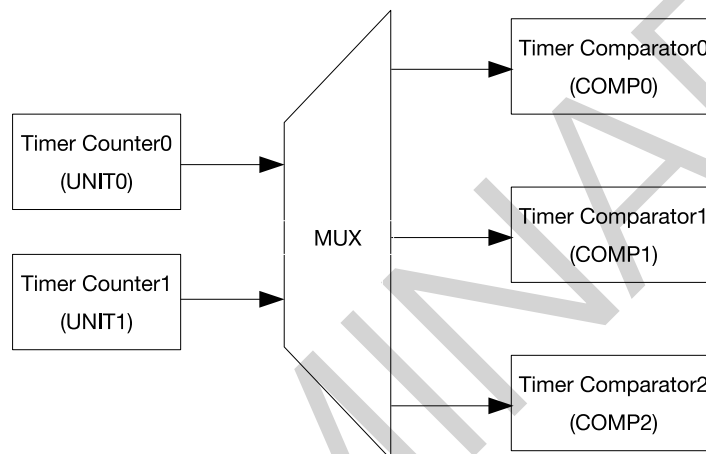 Timer Comparator0
(COMP0)
Timer Counter0
(UNIT0)
MUX
Timer Comparator1
(COMP1)
Timer Counter1
(UNIT1)
Timer Comparator2
(COMP2)